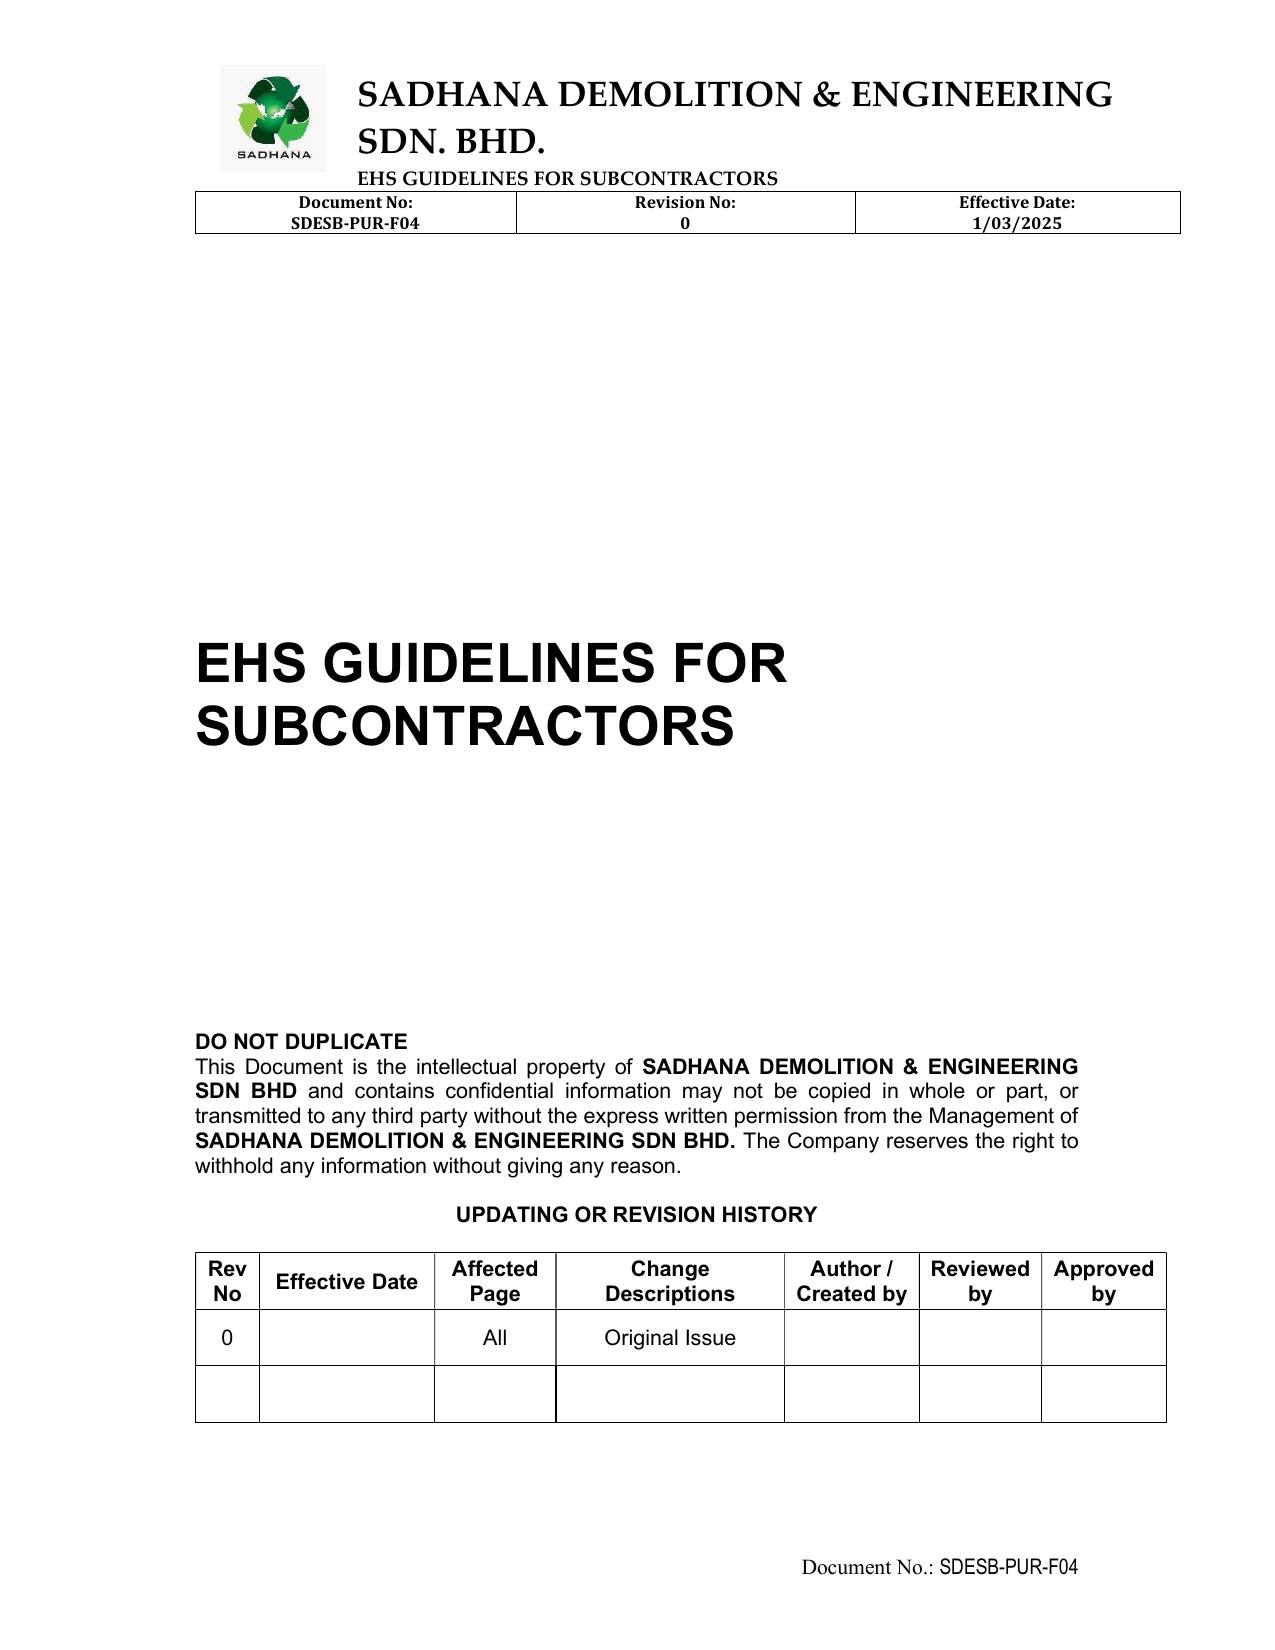 SADHANA
SADHANA DEMOLITION & ENGINEERING
SDN. BHD.
EHS GUIDELINES FOR SUBCONTRACTORS
Document No: Revision No: Effective Date:
SDESB-PUR-F04 0 1/03/2025
EHS GUIDELINES FOR
SUBCONTRACTORS
DO NOT DUPLICATE
This Document is the intellectual property of SADHANA DEMOLITION & ENGINEERING
SDN BHD and contains confidential information may not be copied in whole or part, or
transmitted to any third party without the express written permission from the Management of
SADHANA DEMOLITION & ENGINEERING SDN BHD. The Company reserves the right to
withhold any information without giving any reason.
UPDATING OR REVISION HISTORY
Rev Effective Date Affected Change Author / Reviewed Approved
No Page Descriptions Created by by by
0 All Original Issue
Document No.: SDESB-PUR-F04